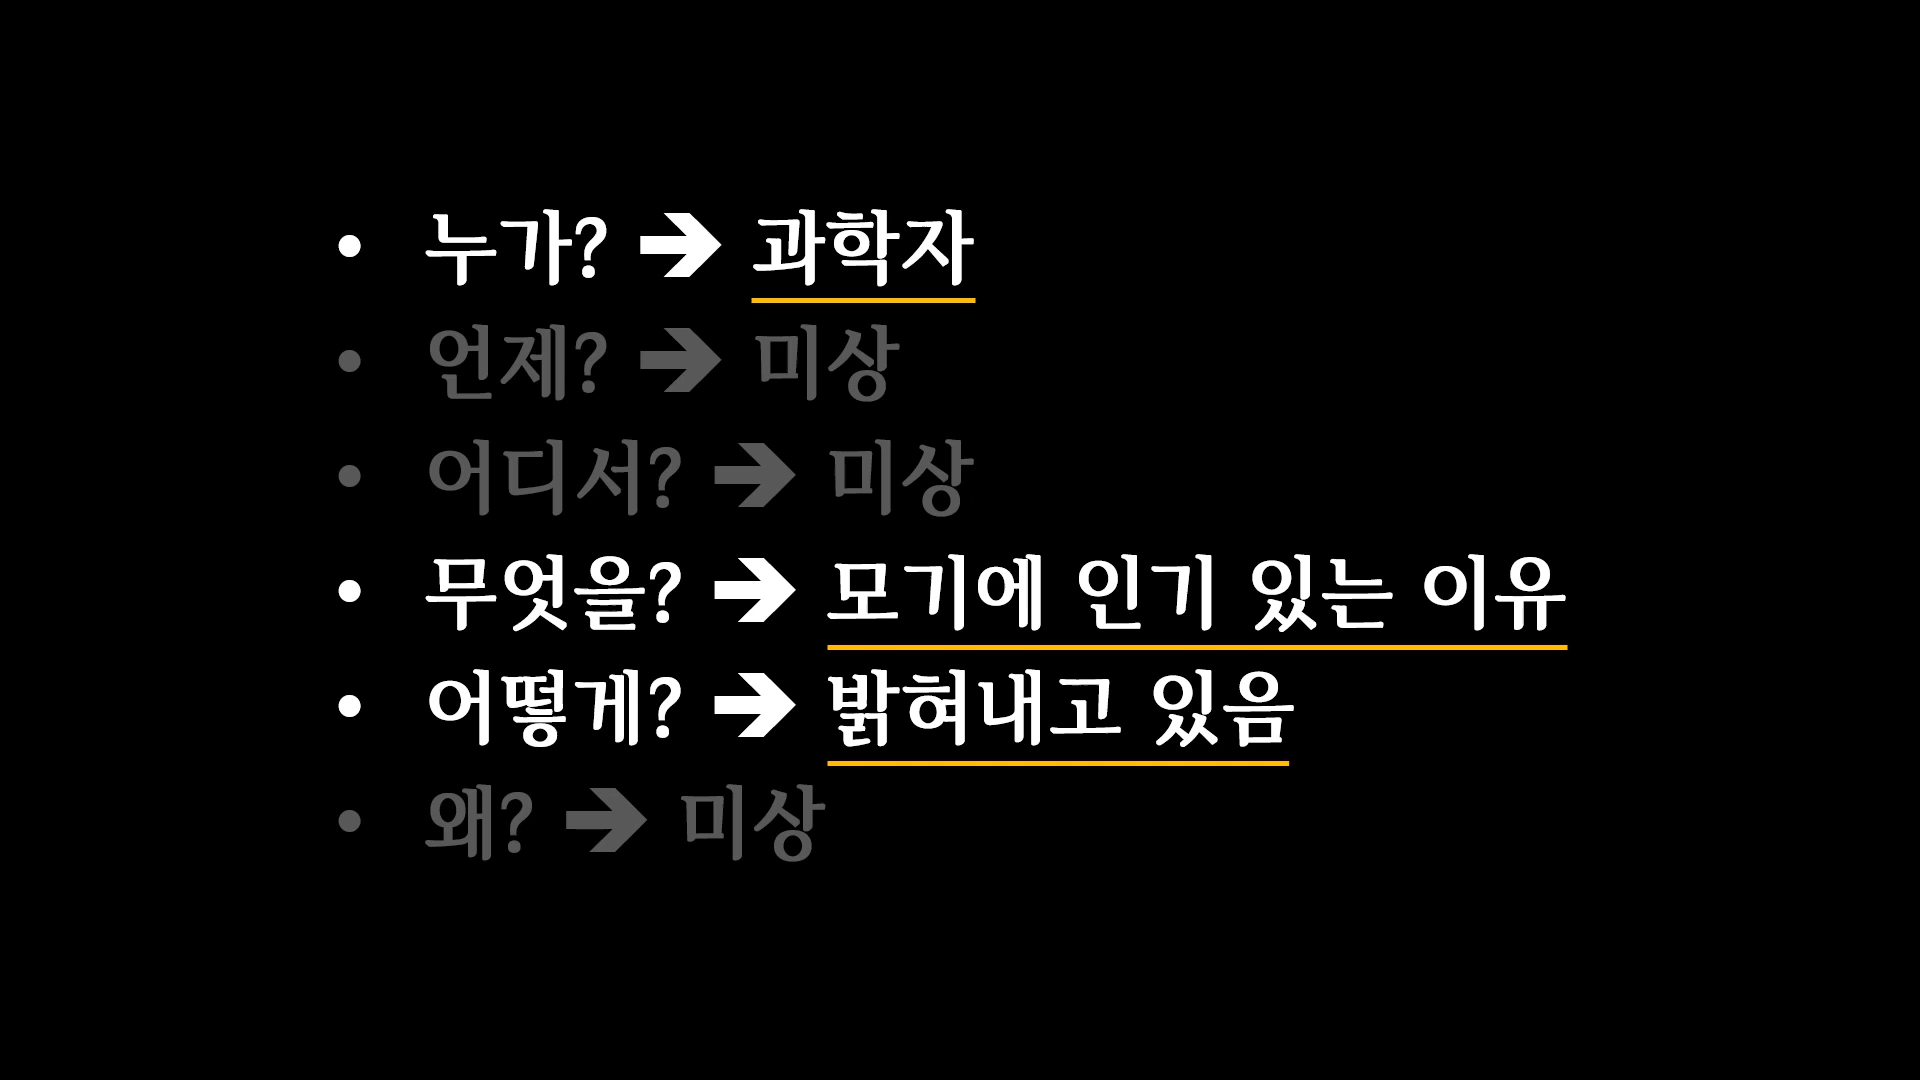 • 누가? ➔ 과학자
• 언제? ➔ 미상
• 어디서? ➔ 미상
• 무엇을? ➔ 모기에 인기 있는 이유
• 어떻게? ➔ 밝혀내고 있음
• 왜? ➔ 미상